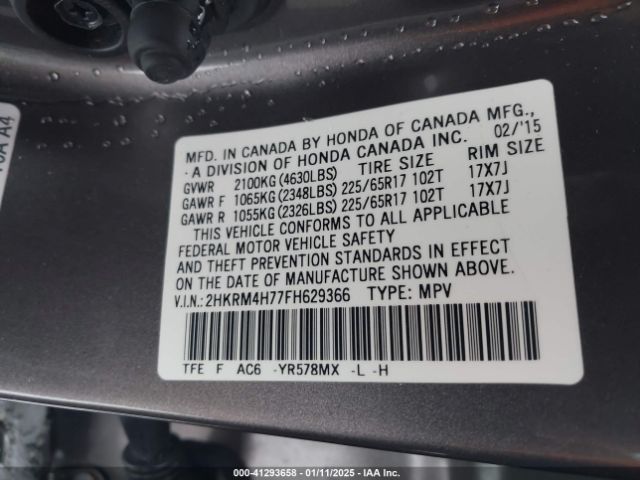 10A A4
MFD. IN CANADA BY HONDA OF CANADA MFG.,
· A DIVISION OF HONDA CANADA INC. 02/'15
GVWR 2100KG (4630LBS) TIRE SIZE RIM SIZE
GAWR F 1065KG (2348LBS) 225/65R17 102T 17X7J
GAWR R 1055KG (2326LBS) 225/65R17 102T 17X7J
THIS VEHICLE CONFORMS TO ALL APPLICABLE
FEDERAL MOTOR VEHICLE SAFETY
AND THEFT PREVENTION STANDARDS IN EFFECT
ON THE DATE OF MANUFACTURE SHOWN ABOVE.
V.I.N.: 2HKRM4H77FH629366 TYPE: MPV
TFE F AC6 -YR578MX -L -H
000-41293658 - 01/11/2025 - IAA Inc.